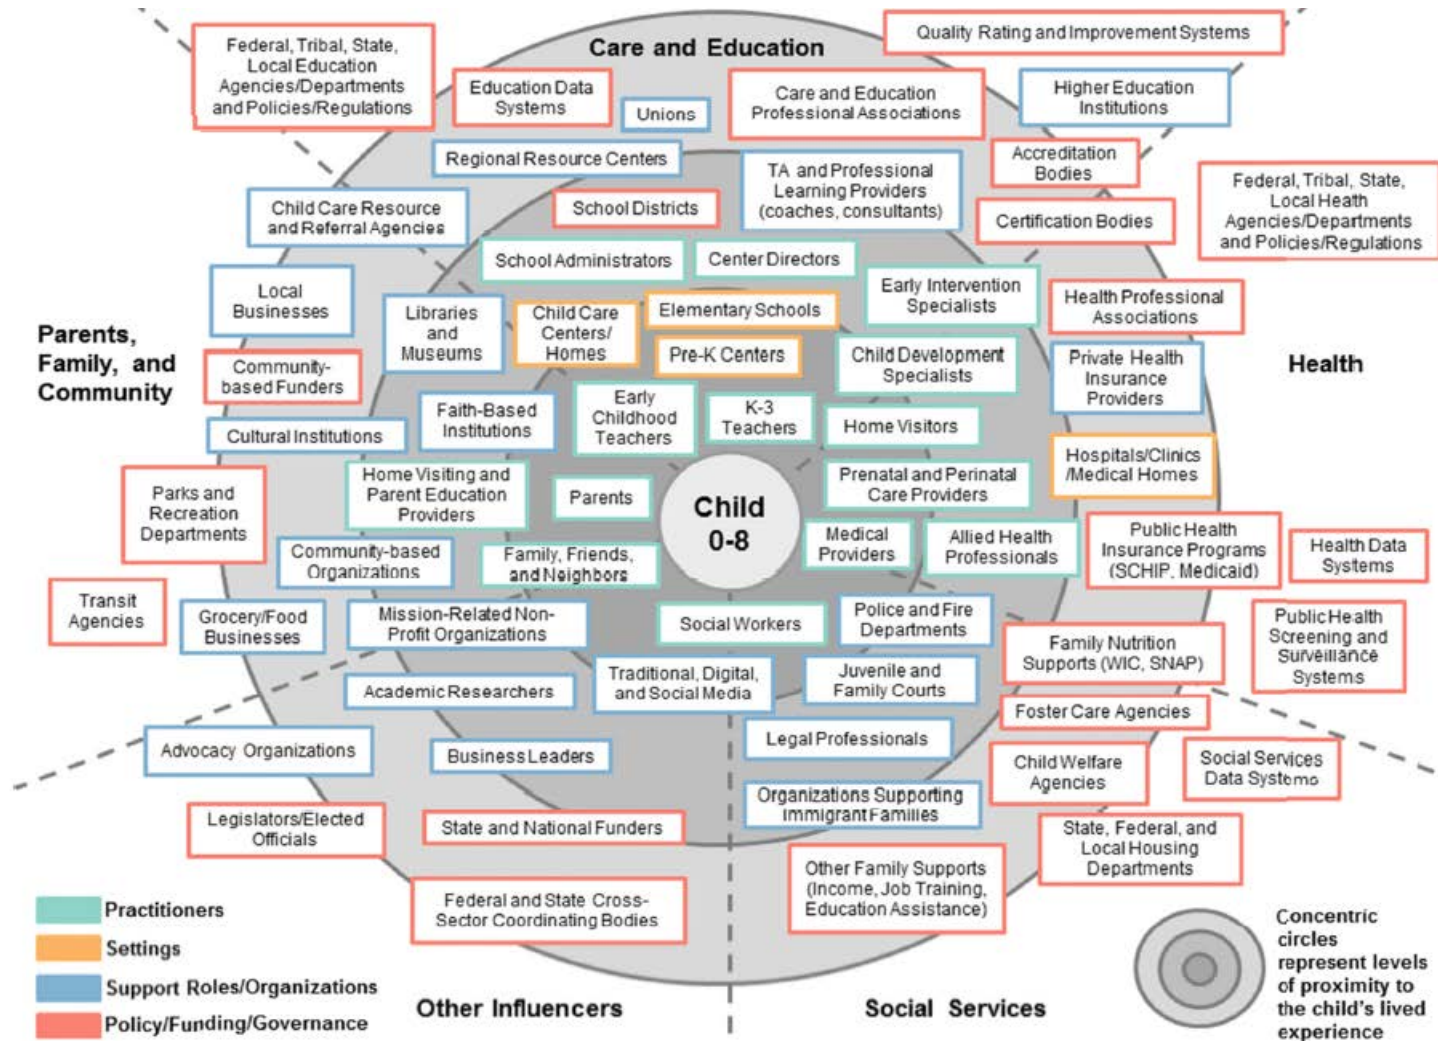 Care and Education
Quality Rating and Improvement Systems
Federal, Tribal, State,
Local Education
Agencies/Departments
and Policies/Regulations
Education Data
Systems
Unions
Care and Education
Professional Associations
Higher Education
Institutions
Regional Resource Centers
TA and Professional
Learning Providers
(coaches, consultants)
Accreditation
Bodies
Federal, Tribal, State,
Local Heath
Agencies/Departments
and Policies/Regulations
Child Care Resource
and Referral Agencies
School Districts
Certification Bodies
School Administrators
Center Directors
Early Intervention
Specialists
Health Professional
Associations
Local
Businesses
Libraries
and
Museums
Child Care
Centers/
Homes
Elementary Schools
Pre-K Centers
Child Development
Specialists
Private Health
Insurance
Providers
Parents,
Family, and
Community
Health
Community-
based Funders
Cultural Institutions
Faith-Based
Institutions
Early
Childhood
Teachers
K-3
Teachers
Home Visitors
Hospitals/Clinics
/Medical Homes
Parks and
Recreation
Departments
Home Visiting and
Parent Education
Providers
Parents
Child
0-8
Prenatal and Perinatal
Care Providers
Medical
Providers
Allied Health
Professionals
Public Health
Insurance Programs
(SCHIP, Medicaid)
Health Data
Systems
Community-based
Organizations
Family, Friends,
and Neighbors
Transit
Agencies
Grocery/Food
Businesses
Mission-Related Non-
Profit Organizations
Social Workers
Police and Fire
Departments
Family Nutrition
Supports (WIC, SNAP)
Public Health
Screening and
Surveillance
Systems
Academic Researchers
Traditional, Digital,
and Social Media
Juvenile and
Family Courts
Foster Care Agencies
Advocacy Organizations
Business Leaders
Legal Professionals
Child Welfare
Agencies
Social Services
Data Systems
Legislators/Elected
Officials
State and National Funders
Organizations Supporting
Immigrant Families
State, Federal, and
Local Housing
Departments
Federal and State Cross-
Sector Coordinating Bodies
Other Family Supports
(Income, Job Training,
Education Assistance)
Other Influencers
Social Services
Practitioners
Settings
Support Roles/Organizations
Policy/Funding/Governance
Concentric
circles
represent levels
of proximity to
the child's lived
experience